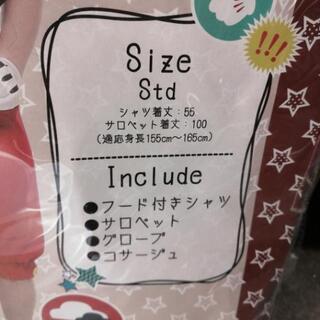 !!!
Size
Std
シャツ着丈：55
サロペット着丈：100
(適応身長155cm〜165cm)
Include
●フード付きシャツ
●サロペット
●グローブ
●コサージュ